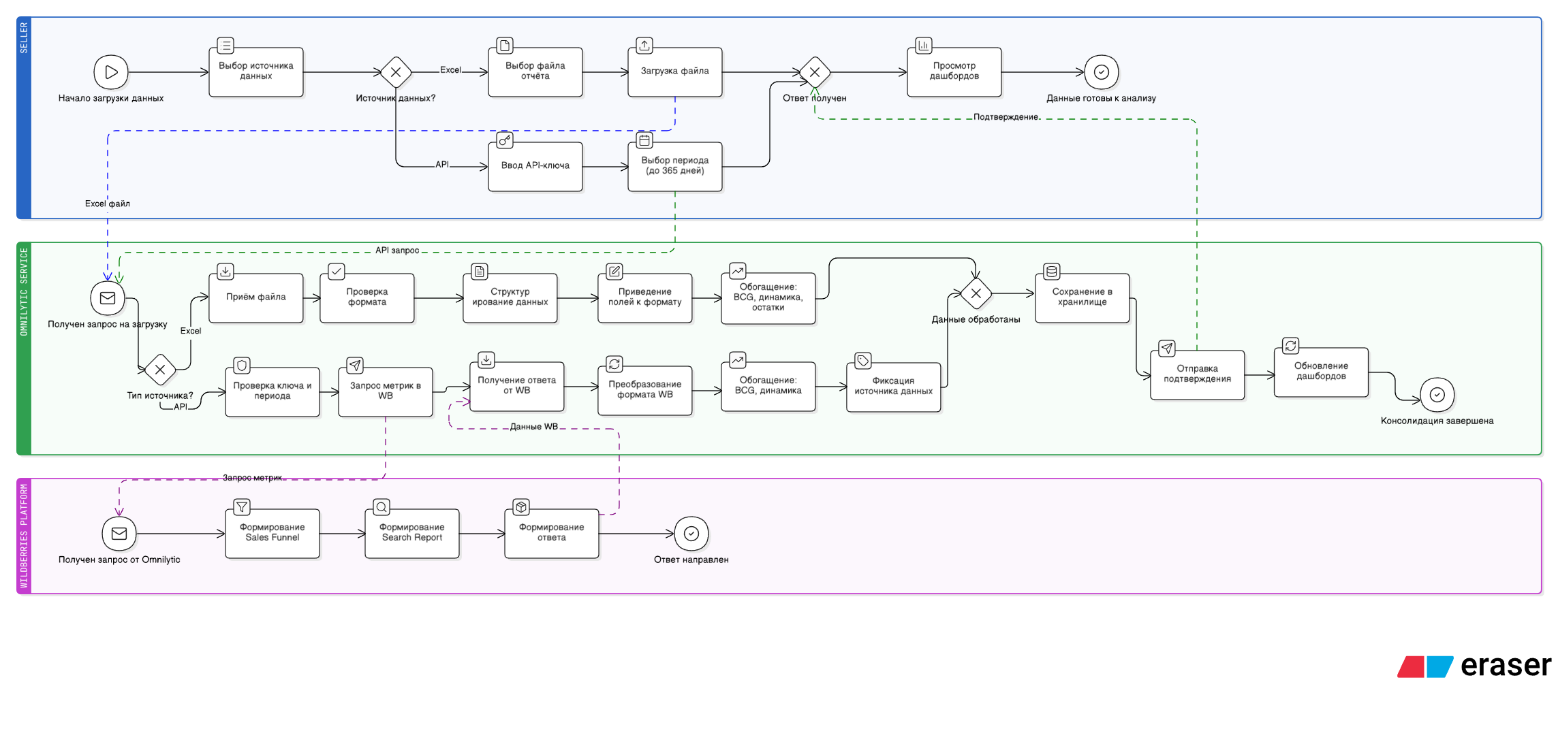 SELLER
Начало загрузки данных
Выбор источника
данных
Источник данных?
Excel
Выбор файла
отчёта
Загрузка файла
Ответ получен
Просмотр
дашбордов
Данные готовы к анализу
Подтверждение
API
Ввод API-ключа
Выбор периода
(до 365 дней)
Excel файл
OMNILYTIC SERVICE
API запрос
Получен запрос на загрузку
Excel
Приём файла
Проверка
формата
Структур
ирование данных
Приведение
полей к формату
Обогащение:
BCG, динамика,
остатки
Данные обработаны
Сохранение в
хранилище
Тип источника?
API
Проверка ключа и
периода
Запрос метрик в
WB
Получение ответа
от WB
Преобразование
формата WB
Обогащение:
BCG, динамика
Фиксация
источника данных
Отправка
подтверждения
Обновление
дашбордов
Консолидация завершена
Данные WB
WILDBERRIES PLATFORM
Запрос метрик
Получен запрос от Omnilytic
Формирование
Sales Funnel
Формирование
Search Report
Формирование
ответа
Ответ направлен
eraser